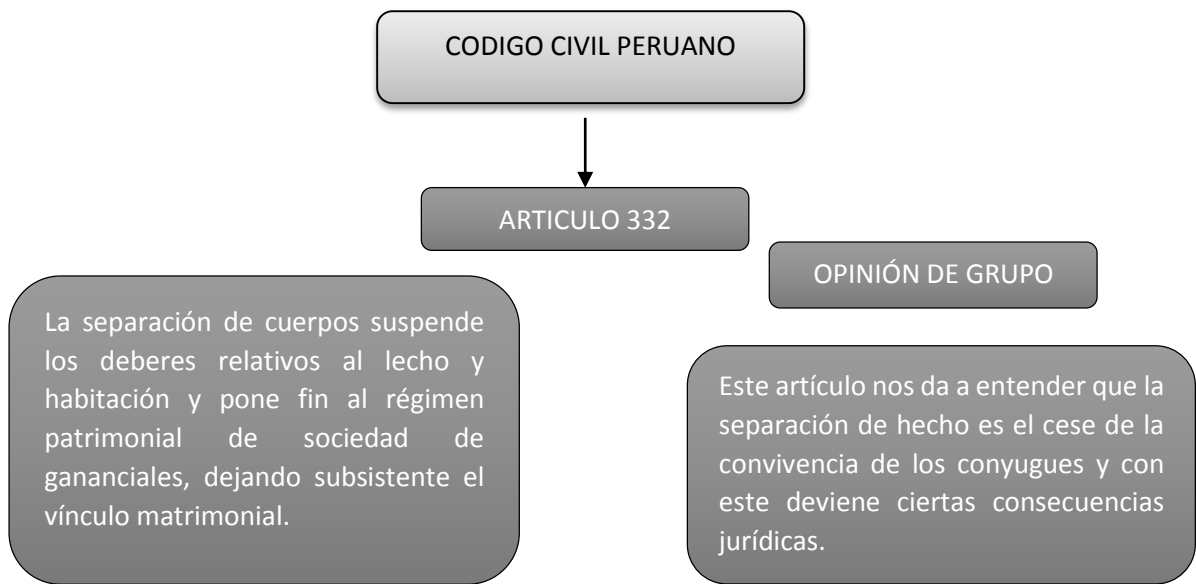 CODIGO CIVIL PERUANO
ARTICULO 332
La separación de cuerpos suspende
los deberes relativos al lecho y
habitación y pone fin al régimen
patrimonial de sociedad de
gananciales, dejando subsistente el
vínculo matrimonial.
OPINIÓN DE GRUPO
Este artículo nos da a entender que la
separación de hecho es el cese de la
convivencia de los conyugues y con
este deviene ciertas consecuencias
jurídicas.